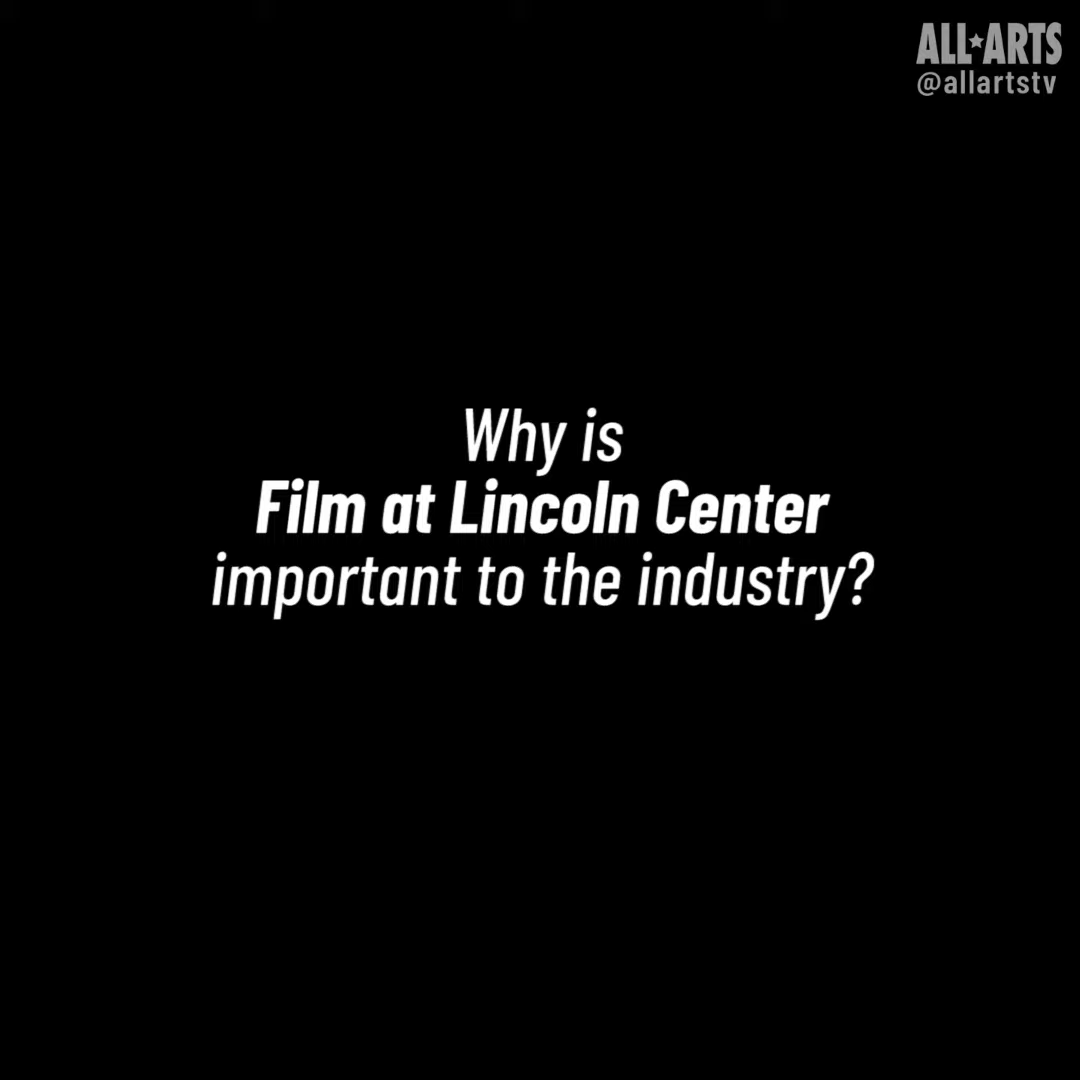 ALL★ARTS
@allartstv
Why is
Film at Lincoln Center
important to the industry?